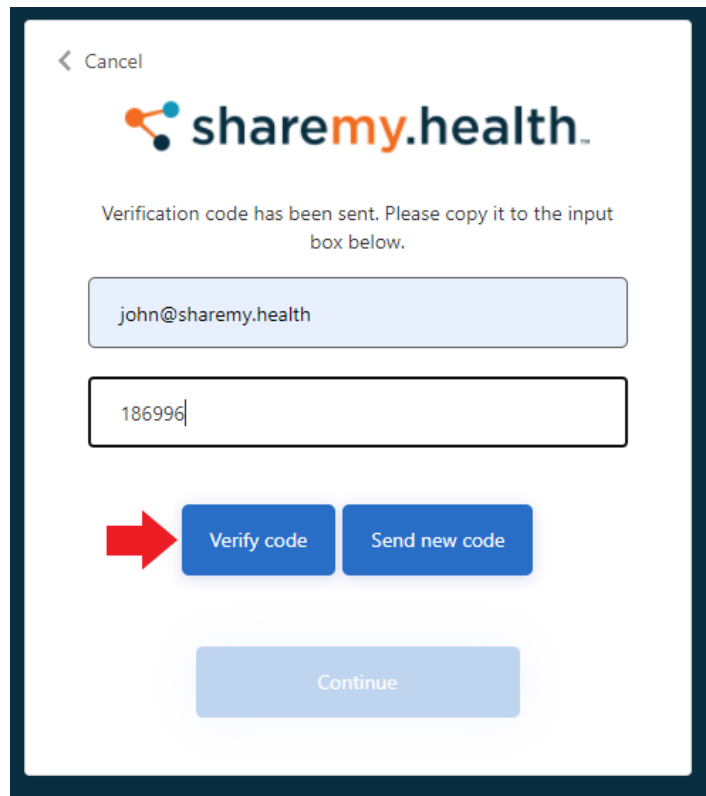 Cancel
sharemy.health™
Verification code has been sent. Please copy it to the input
box below.
john@sharemy.health
186996
Verify code
Send new code
Continue